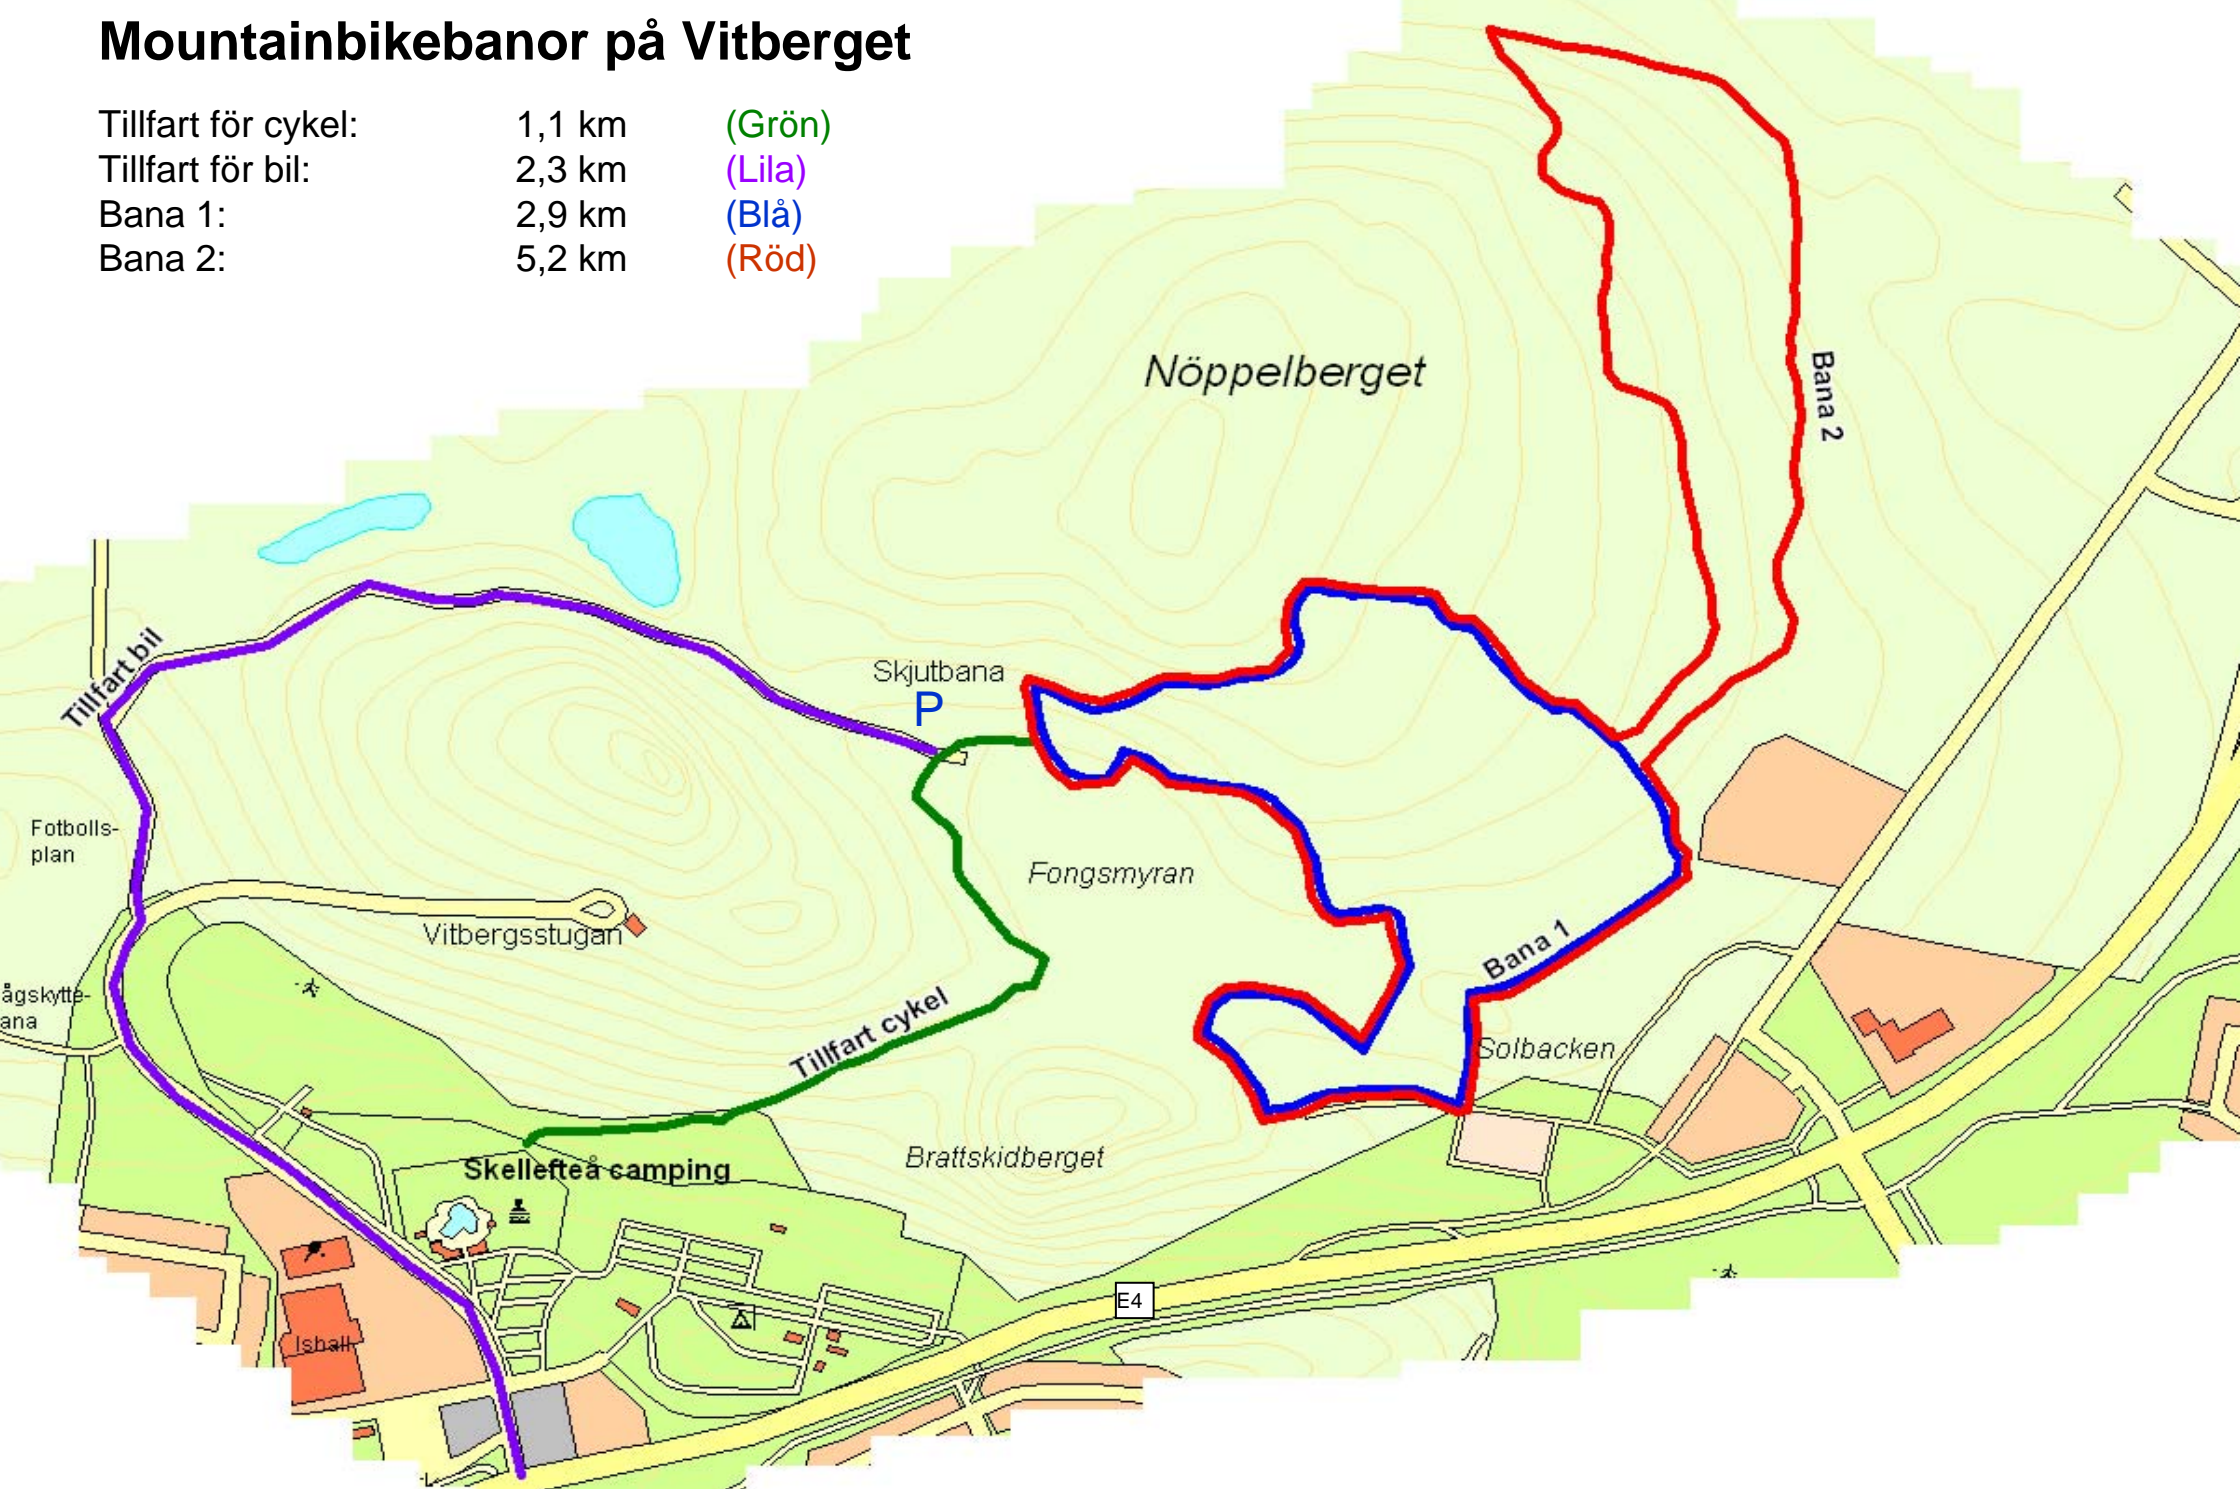 Mountainbikebanor på Vitberget
Tillfart för cykel: 1,1 km (Grön)
Tillfart för bil: 2,3 km (Lila)
Bana 1: 2,9 km (Blå)
Bana 2: 5,2 km (Röd)
Nöppelberget
Bana 2
Tillfart bil
Skjutbana
P
Fotbolls-
plan
Fongsmyran
Vitbergsstugan
Bana 1
ågskytte-
ana
Tillfart cykel
Solbacken
Brattskidberget
Skellefteå camping
E4
Ishall